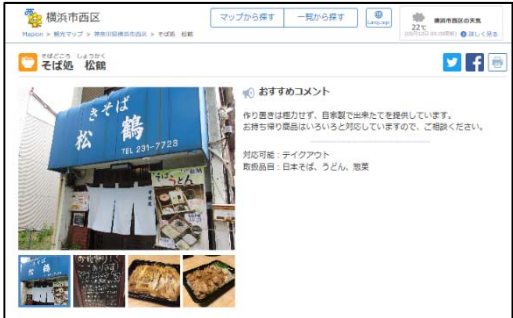 横浜市西区
マップから探す
一覧から探す
Language
22℃
横浜市西区の天気
詳しく見る
Mapion > 観光マップ > 神奈川県横浜市西区 > そば処 松鶴
そばどころ しょうかく
そば処 松鶴
おすすめコメント
作り置きは極力せず、自家製で出来たてを提供しています。
お持ち帰り商品はいろいろと対応していますので、ご相談ください。
対応可能：テイクアウト
取扱品目：日本そば、うどん、惣菜
きそば
松鶴
TEL 231-7723
そば
うどん